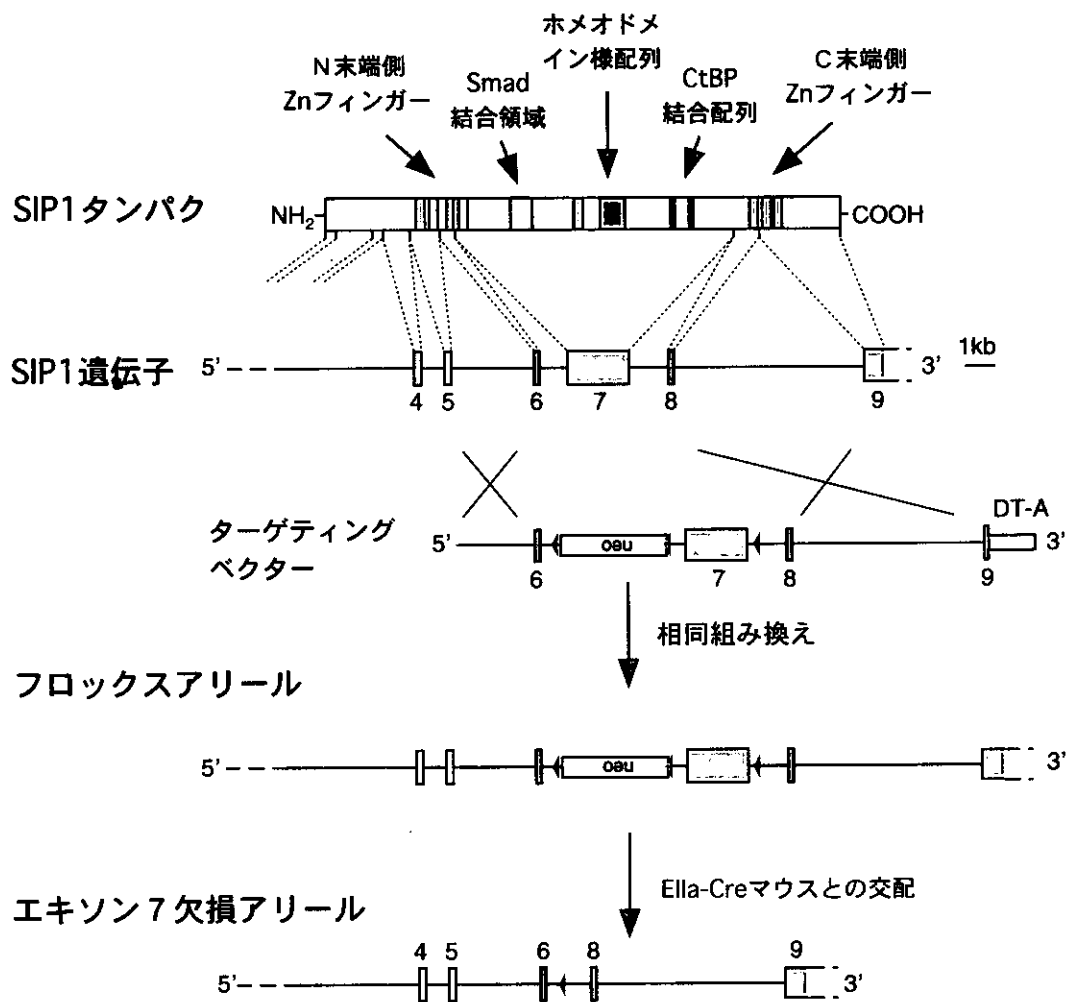 ホメオドメ
イン様配列
N末端側
Znフィンガー
Smad
結合領域
CtBP
結合配列
C末端側
Znフィンガー
SIP1タンパク
NH2
COOH
SIP1遺伝子
5'
3'
1kb
4 5 6 7 8 9
ターゲティング
ベクター
5'
neo
DT-A
3'
6 7 8 9
相同組み換え
フロックスアリール
5'
neo
3'
EIIa-Creマウスとの交配
エキソン7欠損アリール
4 5 6 8 9
5'
3'